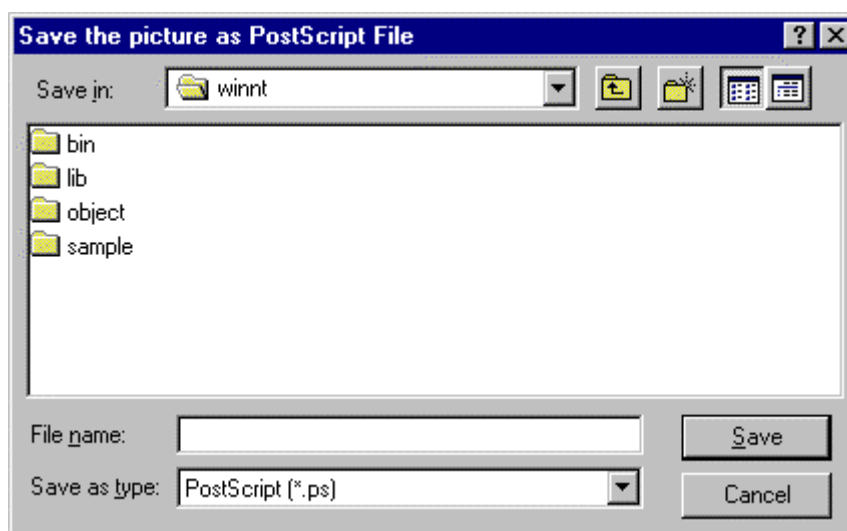 Save the picture as PostScript File
Save in: winnt
bin
lib
object
sample
File name: Save
Save as type: PostScript (*.ps) Cancel